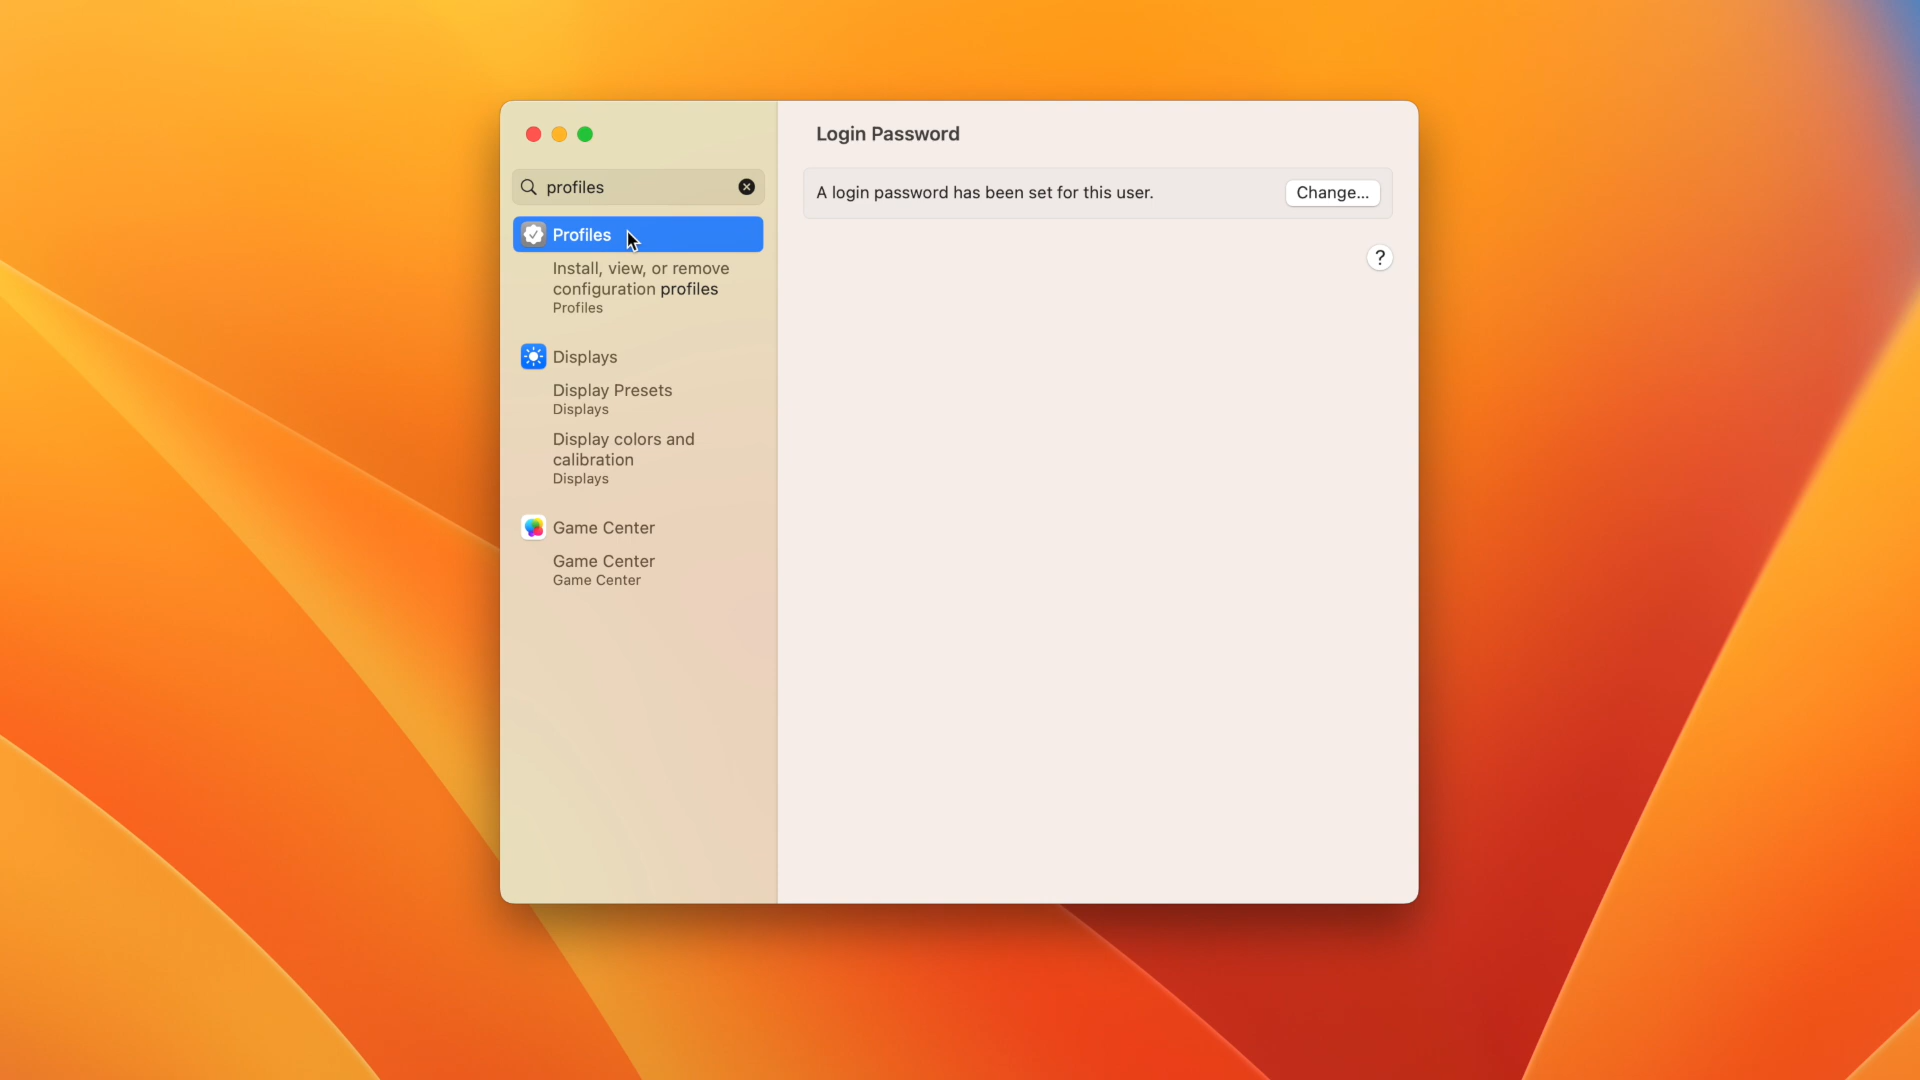 profiles
Profiles
Install, view, or remove
configuration profiles
Profiles
Displays
Display Presets
Displays
Display colors and
calibration
Displays
Game Center
Game Center
Game Center
Login Password
A login password has been set for this user.
Change...
?